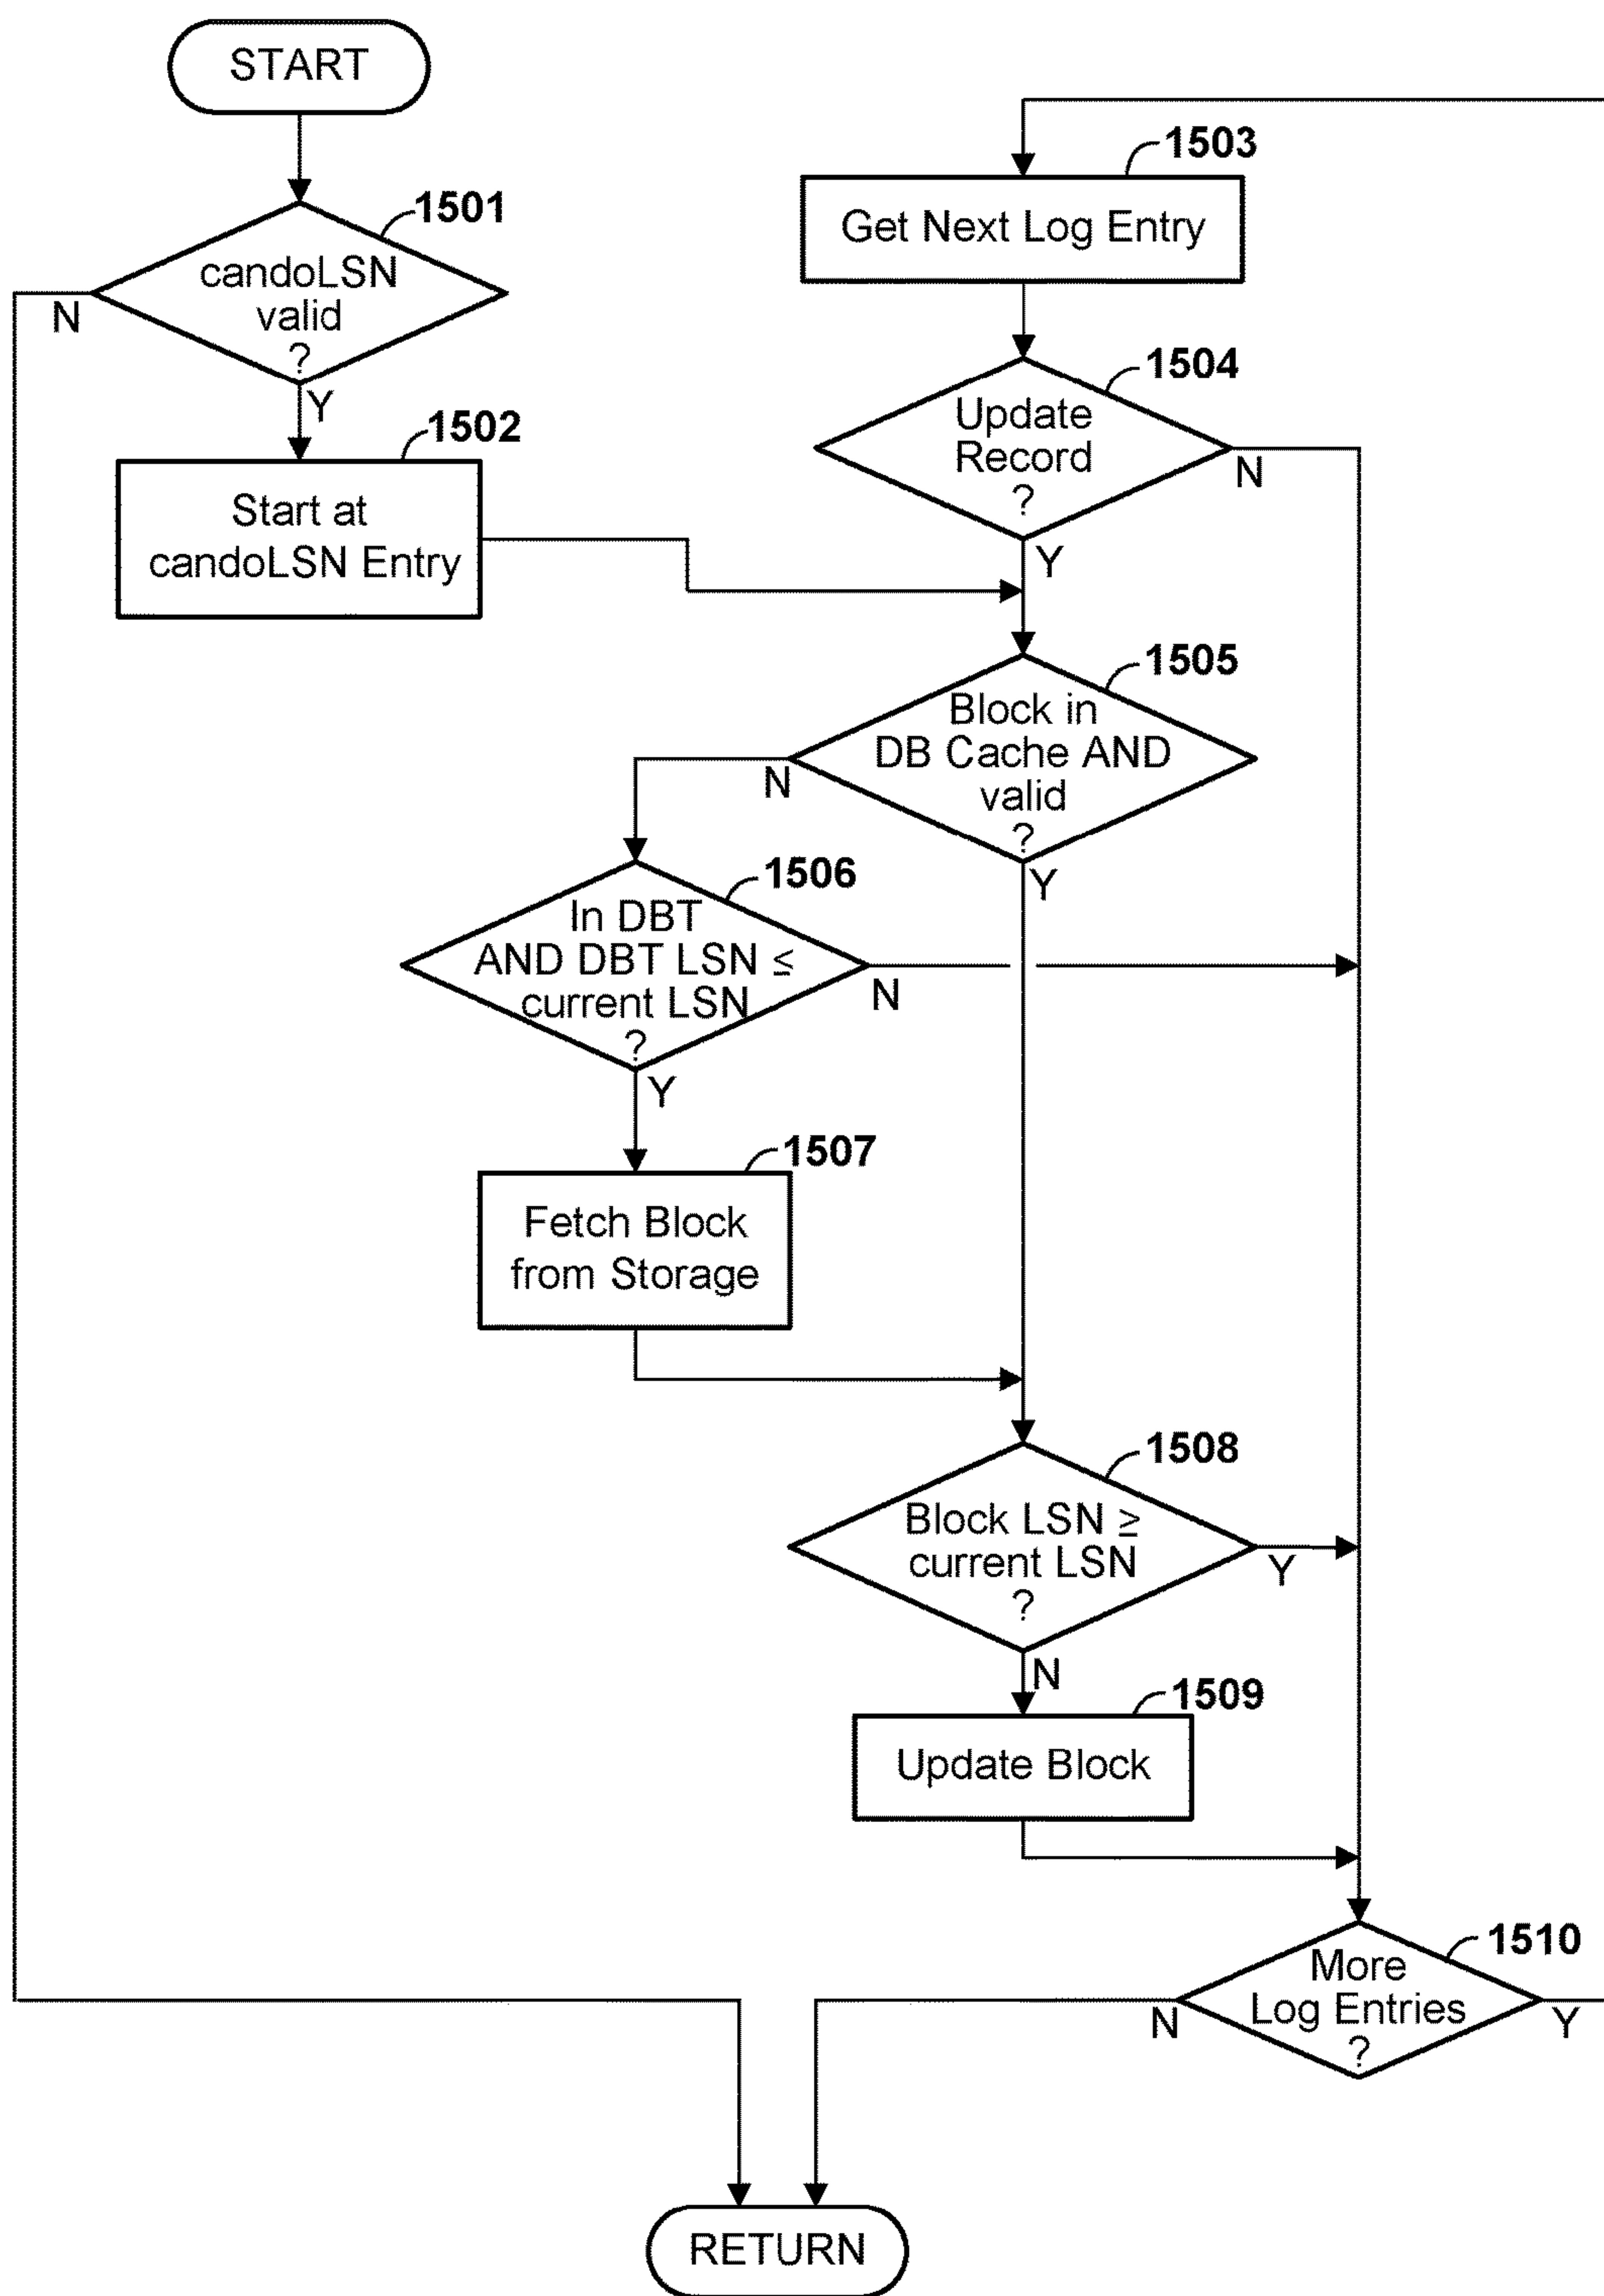 START
1501
candoLSN
valid
?
N
Y
1502
Start at
candoLSN Entry
1503
Get Next Log Entry
1504
Update
Record
?
N
Y
1505
Block in
DB Cache AND
valid
?
N
Y
1506
In DBT
AND DBT LSN ≤
current LSN
?
N
Y
1507
Fetch Block
from Storage
1508
Block LSN ≥
current LSN
?
Y
N
1509
Update Block
1510
More
Log Entries
?
N
Y
RETURN